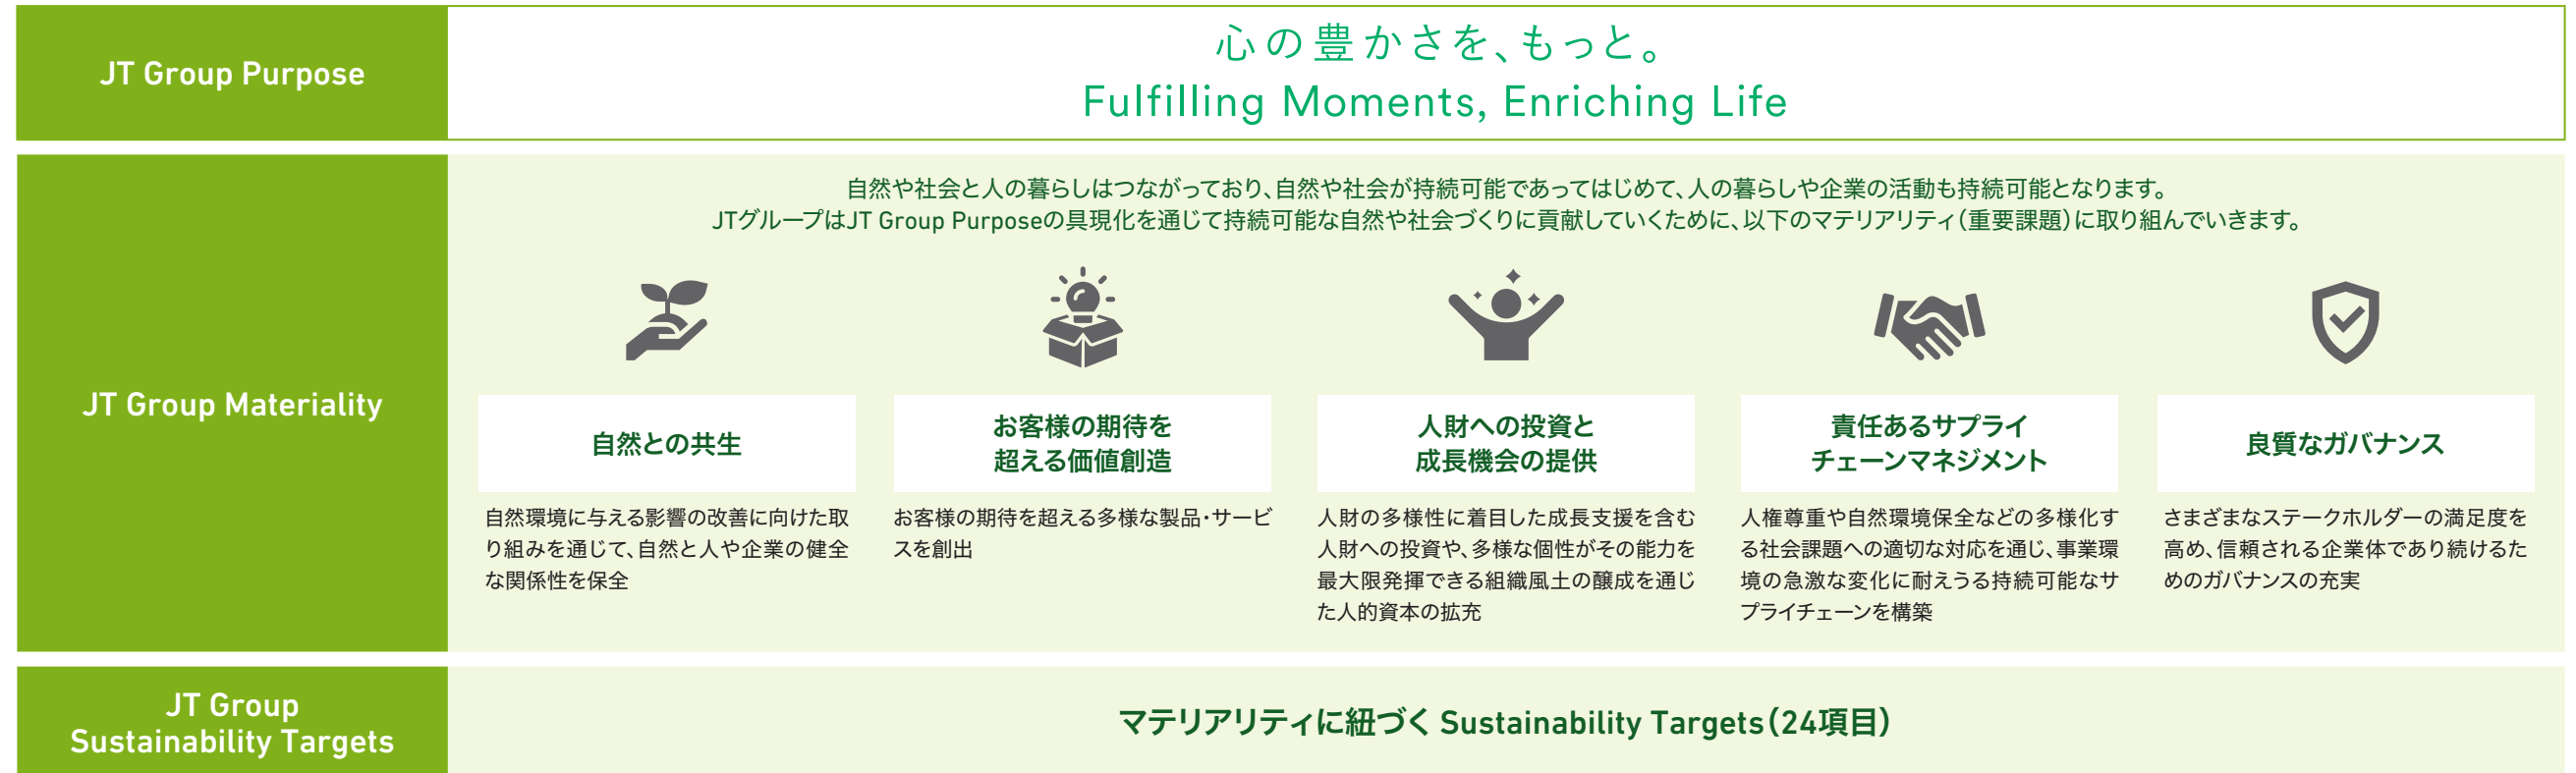 JT Group Purpose
心の豊かさを、もっと。
Fulfilling Moments, Enriching Life
JT Group Materiality
自然や社会と人の暮らしはつながっており、自然や社会が持続可能であってはじめて、人の暮らしや企業の活動も持続可能となります。
JTグループはJT Group Purposeの具現化を通じて持続可能な自然や社会づくりに貢献していくために、以下のマテリアリティ（重要課題）に取り組んでいきます。
自然との共生
自然環境に与える影響の改善に向けた取
り組みを通じて、自然と人や企業の健全
な関係性を保全
お客様の期待を
超える価値創造
お客様の期待を超える多様な製品・サービ
スを創出
人財への投資と
成長機会の提供
人財の多様性に着目した成長支援を含む
人財への投資や、多様な個性がその能力を
最大限発揮できる組織風土の醸成を通じ
た人的資本の拡充
責任あるサプライ
チェーンマネジメント
人権尊重や自然環境保全などの多様化す
る社会課題への適切な対応を通じ、事業環
境の急激な変化に耐えうる持続可能なサ
プライチェーンを構築
良質なガバナンス
さまざまなステークホルダーの満足度を
高め、信頼される企業体であり続けるた
めのガバナンスの充実
JT Group
Sustainability Targets
マテリアリティに紐づく Sustainability Targets（24項目）